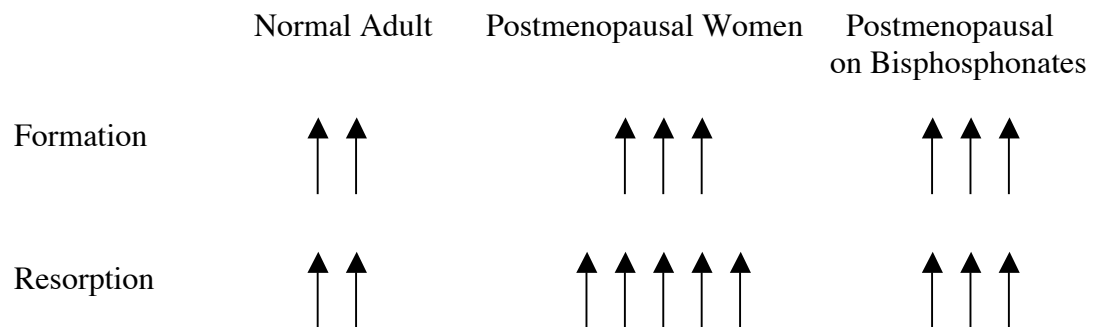 Normal Adult Postmenopausal Women Postmenopausal
on Bisphosphonates
Formation
Resorption